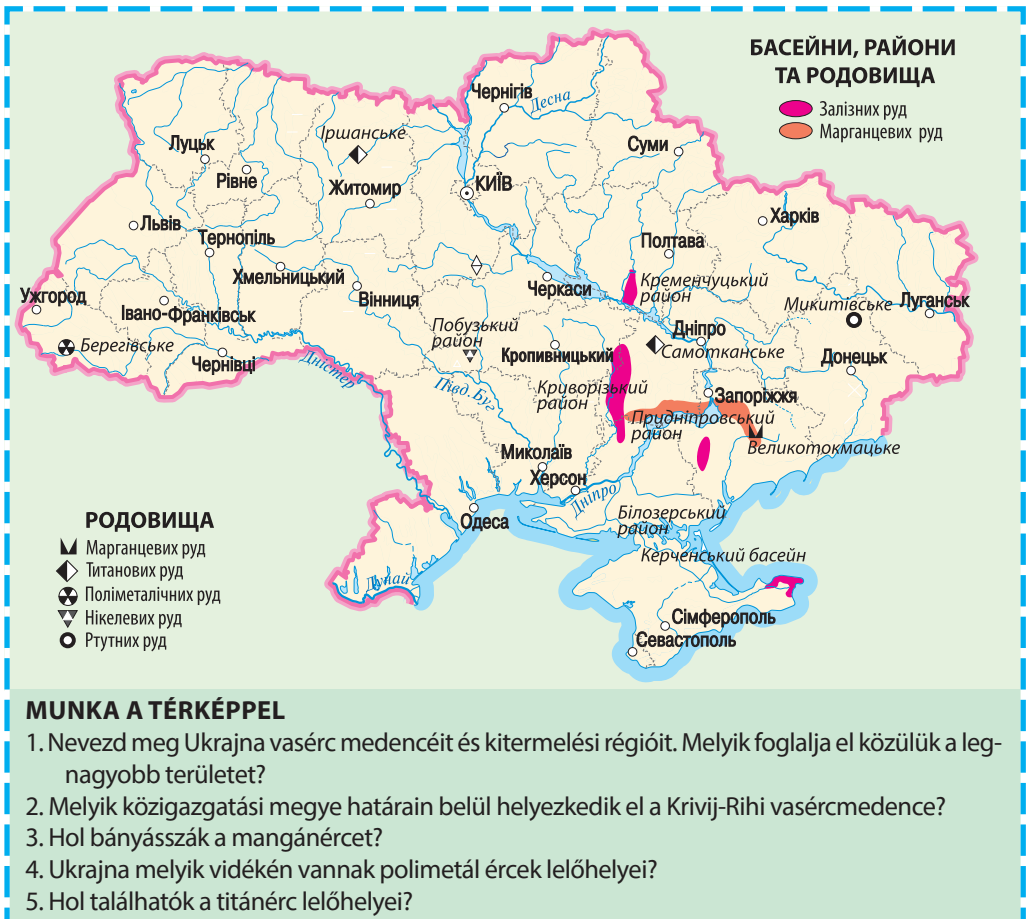 БАСЕЙНИ, РАЙОНИ
ТА РОДОВИЩА
Залізних руд
Марганцевих руд
Чернігів
Десна
Іршанське
Луцьк
Рівне
Житомир
КИЇВ
Суми
Харків
Львів
Тернопіль
Хмельницький
Вінниця
Полтава
Черкаси
Кременчуцький
район
Микитівське
Луганськ
Ужгород
Івано-Франківськ
Берегівське
Чернівці
Дністер
Побузький
район
Кропивницький
Півд. Буг
Дніпро
Самотканське
Донецьк
Криворізький
район
Запоріжжя
Придніпровський
район
Великотокмацьке
Миколаїв
Херсон
Дніпро
Одеса
Білозерський
район
Керченський басейн
Дунай
Сімферополь
Севастополь
РОДОВИЩА
Марганцевих руд
Титанових руд
Поліметалічних руд
Нікелевих руд
Ртутних руд
MUNKA A TÉRKÉPPEL
1. Nevezd meg Ukrajna vasérc medencéit és kitermelési régióit. Melyik foglalja el közülük a leg-
nagyobb területet?
2. Melyik közigazgatási megye határain belül helyezkedik el a Krivij-Rihi vasércmedence?
3. Hol bányásszák a mangánércet?
4. Ukrajna melyik vidékén vannak polimetál ércek lelőhelyei?
5. Hol találhatók a titánérc lelőhelyei?